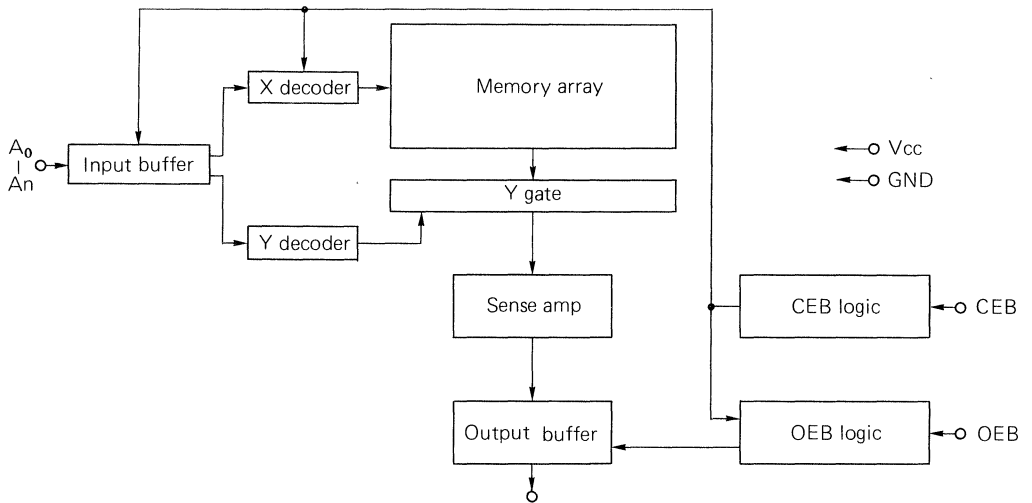 X decoder
Memory array
A0
An
Input buffer
Vcc
GND
Y gate
Y decoder
Sense amp
CEB logic
CEB
Output buffer
OEB logic
OEB